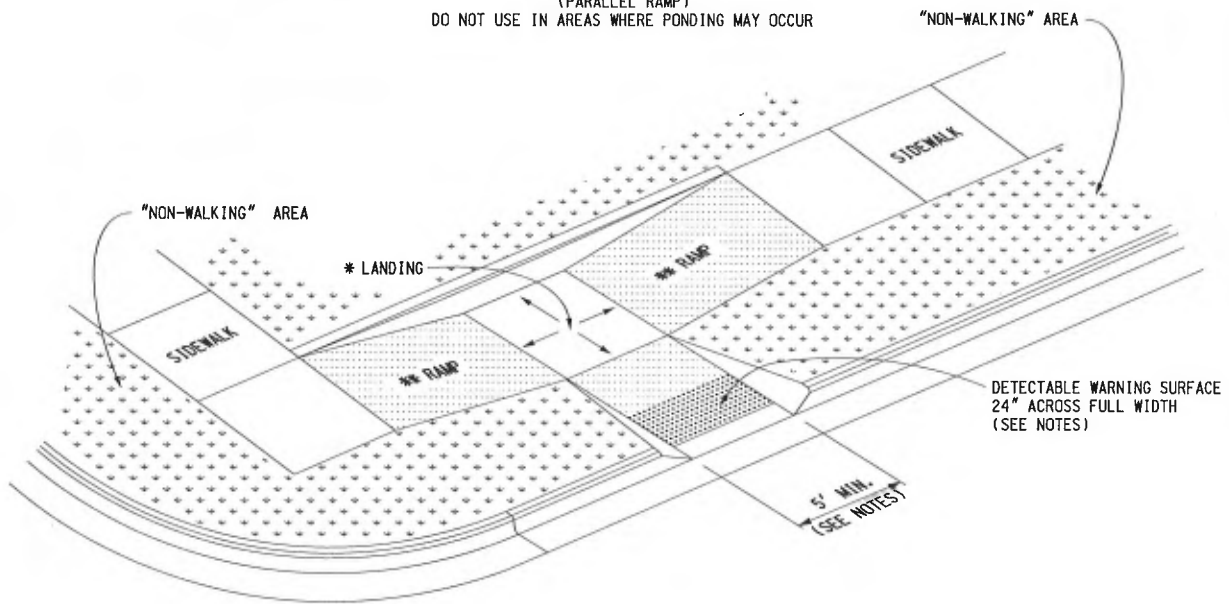 (PARALLEL RAMP)
DO NOT USE IN AREAS WHERE PONDING MAY OCCUR
"NON-WALKING" AREA
SIDEWALK
"NON-WALKING" AREA
** RAMP
* LANDING
SIDEWALK
** RAMP
DETECTABLE WARNING SURFACE
24" ACROSS FULL WIDTH
(SEE NOTES)
5' MIN.
(SEE NOTES)